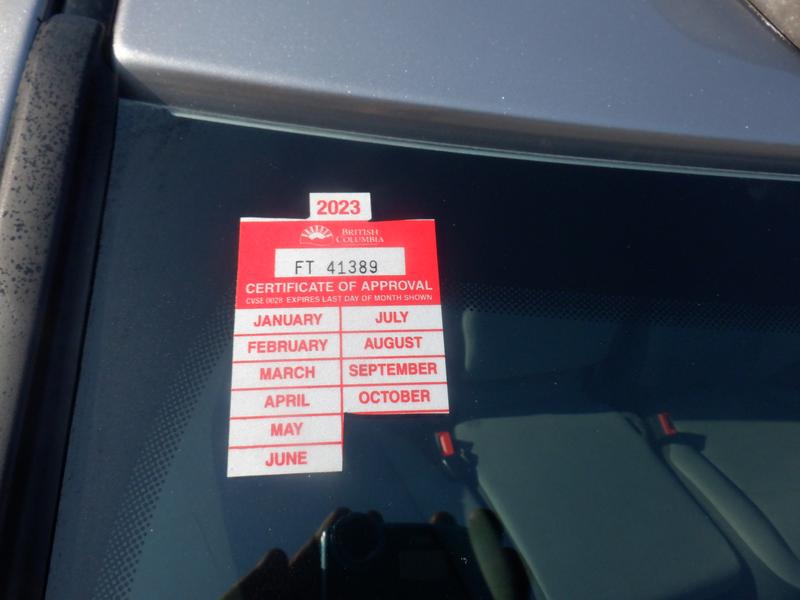 2023
BRITISH
COLUMBIA
FT 41389
CERTIFICATE OF APPROVAL
CVSE 0028 EXPIRES LAST DAY OF MONTH SHOWN
JANUARY JULY
FEBRUARY AUGUST
MARCH SEPTEMBER
APRIL OCTOBER
MAY
JUNE